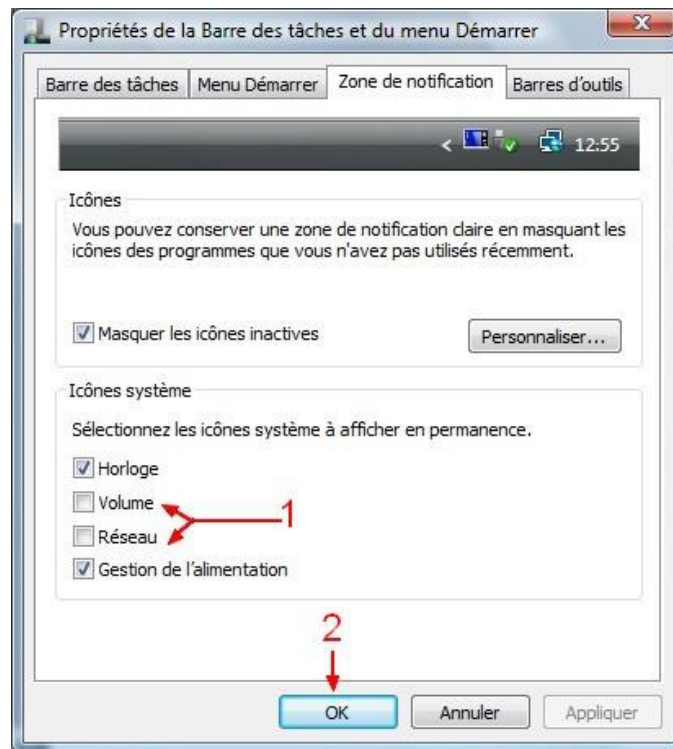 Propriétés de la Barre des tâches et du menu Démarrer
Barre des tâches
Menu Démarrer
Zone de notification
Barres d'outils
< 12:55
Icônes
Vous pouvez conserver une zone de notification claire en masquant les
icônes des programmes que vous n'avez pas utilisés récemment.
Masquer les icônes inactives
Personnaliser...
Icônes système
Sélectionnez les icônes système à afficher en permanence.
Horloge
Volume
1
Réseau
Gestion de l'alimentation
2
OK
Annuler
Appliquer